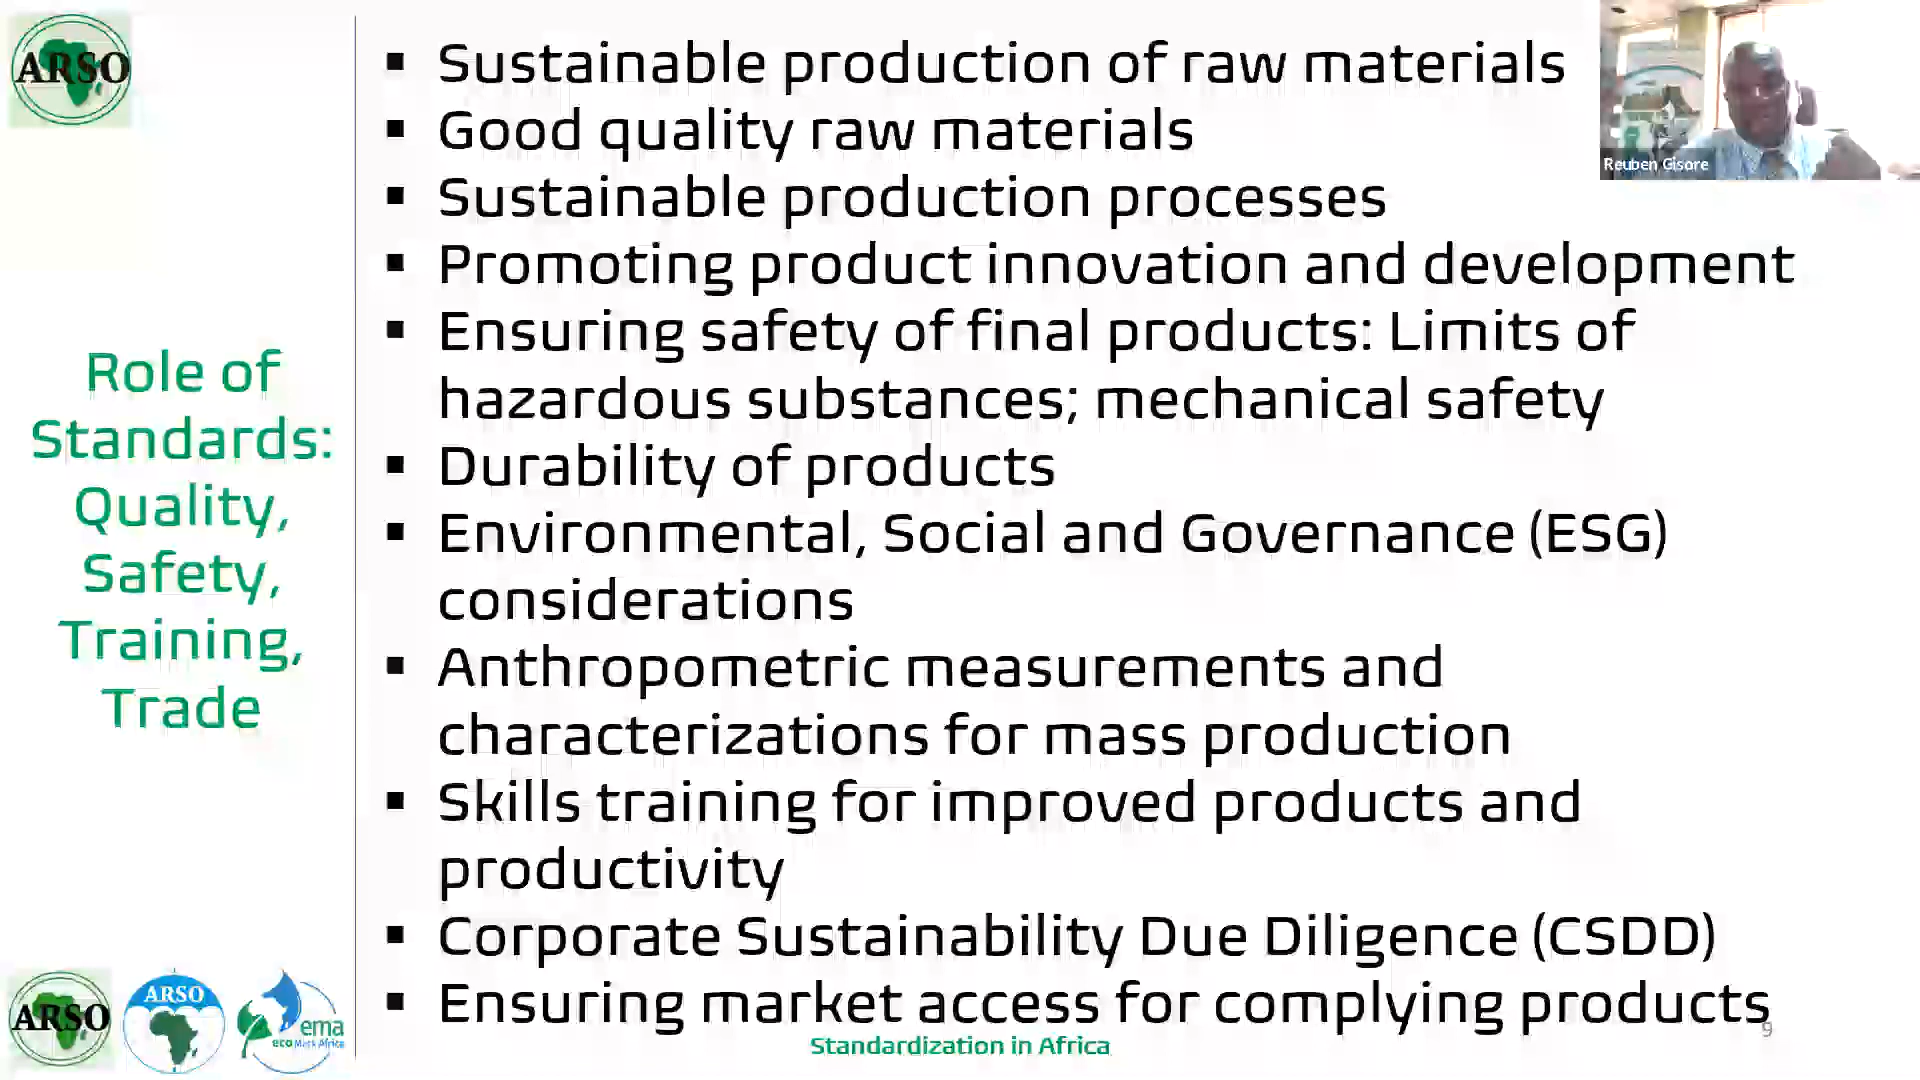 ARSO
Reuben Gisore
Role of
Standards:
Quality,
Safety,
Training,
Trade
▪ Sustainable production of raw materials
▪ Good quality raw materials
▪ Sustainable production processes
▪ Promoting product innovation and development
▪ Ensuring safety of final products: Limits of
hazardous substances; mechanical safety
▪ Durability of products
▪ Environmental, Social and Governance (ESG)
considerations
▪ Anthropometric measurements and
characterizations for mass production
▪ Skills training for improved products and
productivity
▪ Corporate Sustainability Due Diligence (CSDD)
▪ Ensuring market access for complying products
ARSO
ARSO
ema
eco Mark Africa
Standardization in Africa
9